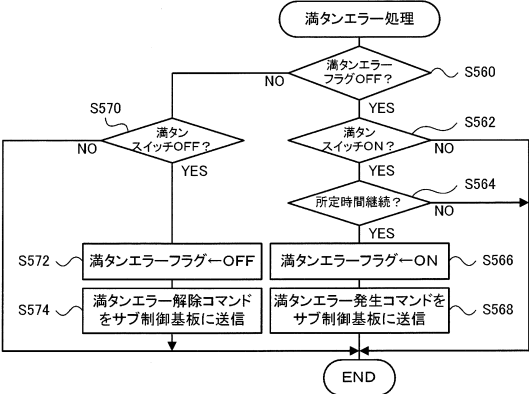 満タンエラー処理
満タンエラー
フラグOFF?
S560
NO
YES
S570
満タン
スイッチOFF?
NO
YES
満タン
スイッチON?
S562
NO
YES
所定時間継続?
S564
NO
YES
S572
満タンエラーフラグ←OFF
満タンエラーフラグ←ON
S566
S574
満タンエラー解除コマンド
をサブ制御基板に送信
満タンエラー発生コマンドを
サブ制御基板に送信
S568
END